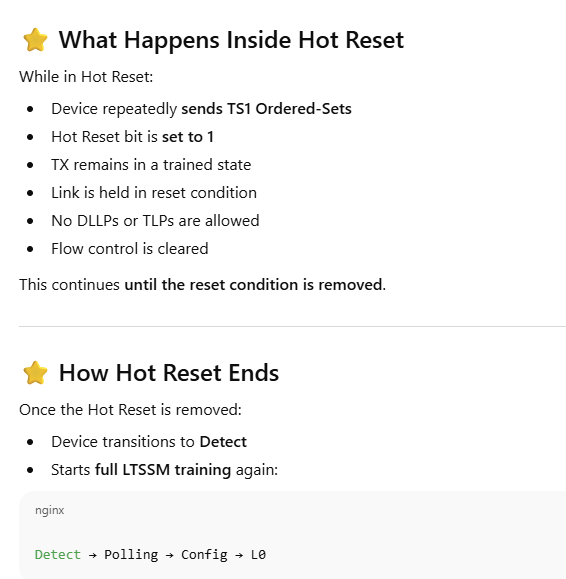 ⭐ What Happens Inside Hot Reset
While in Hot Reset:
• Device repeatedly sends TS1 Ordered-Sets
• Hot Reset bit is set to 1
• TX remains in a trained state
• Link is held in reset condition
• No DLLPs or TLPs are allowed
• Flow control is cleared
This continues until the reset condition is removed.
⭐ How Hot Reset Ends
Once the Hot Reset is removed:
• Device transitions to Detect
• Starts full LTSSM training again:
nginx
Detect → Polling → Config → L0